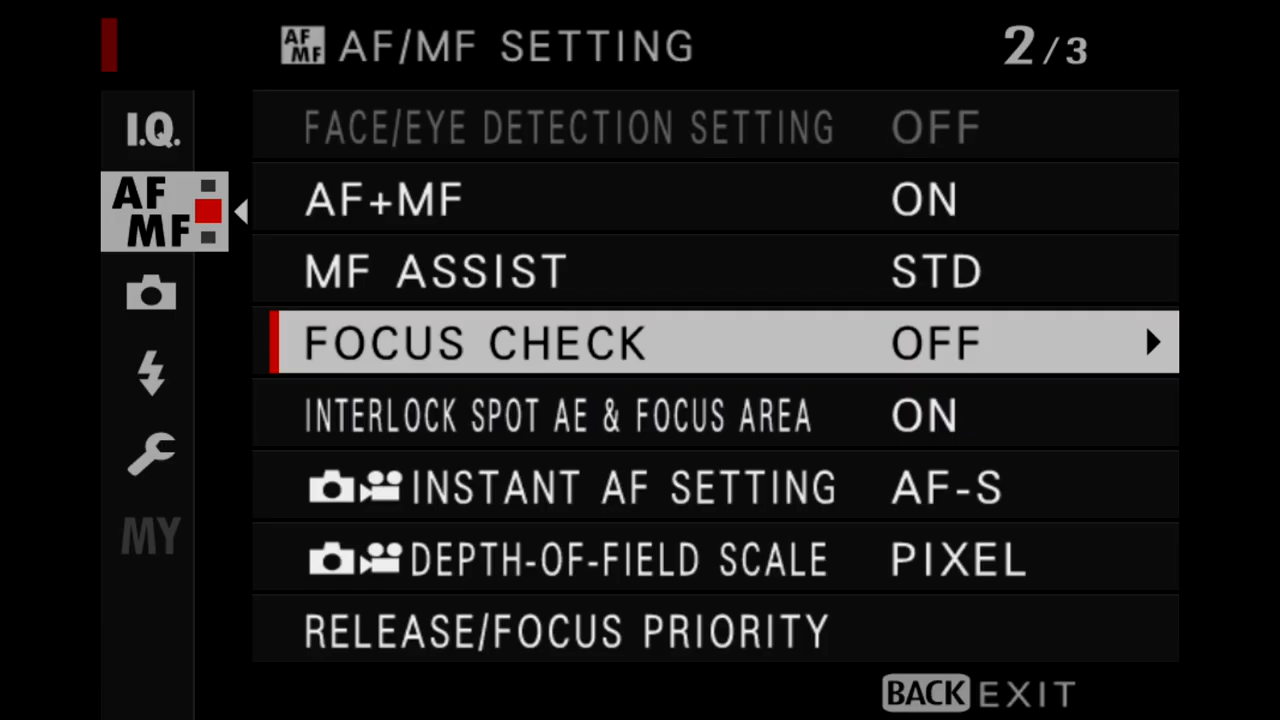 AF MF AF/MF SETTING 2/3
I.Q.
AF MF
MY
FACE/EYE DETECTION SETTING OFF
AF+MF ON
MF ASSIST STD
FOCUS CHECK OFF
INTERLOCK SPOT AE & FOCUS AREA ON
INSTANT AF SETTING AF-S
DEPTH-OF-FIELD SCALE PIXEL
RELEASE/FOCUS PRIORITY
BACK EXIT